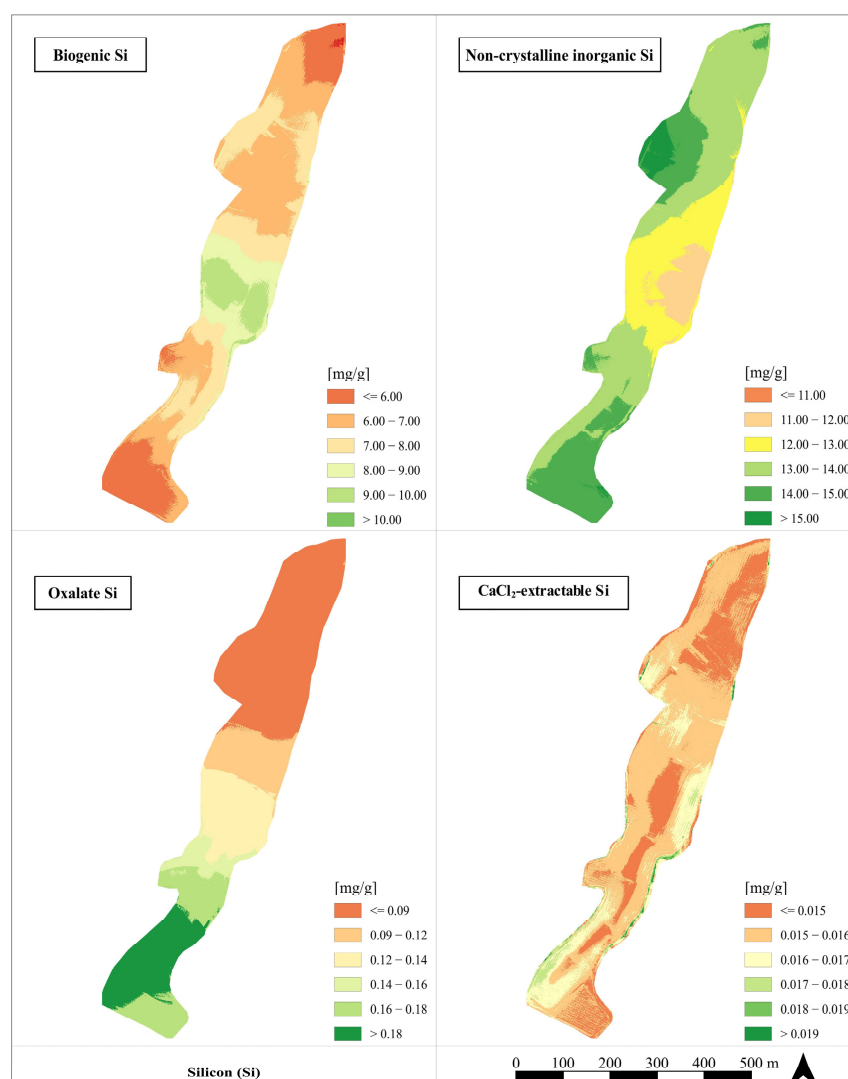 Biogenic Si
Non-crystalline inorganic Si
[mg/g]
<= 6.00
6.00 – 7.00
7.00 – 8.00
8.00 – 9.00
9.00 – 10.00
> 10.00
[mg/g]
<= 11.00
11.00 – 12.00
12.00 – 13.00
13.00 – 14.00
14.00 – 15.00
> 15.00
Oxalate Si
CaCl₂-extractable Si
[mg/g]
<= 0.09
0.09 – 0.12
0.12 – 0.14
0.14 – 0.16
0.16 – 0.18
> 0.18
[mg/g]
<= 0.015
0.015 – 0.016
0.016 – 0.017
0.017 – 0.018
0.018 – 0.019
> 0.019
Silicon (Si)
0 100 200 300 400 500 m